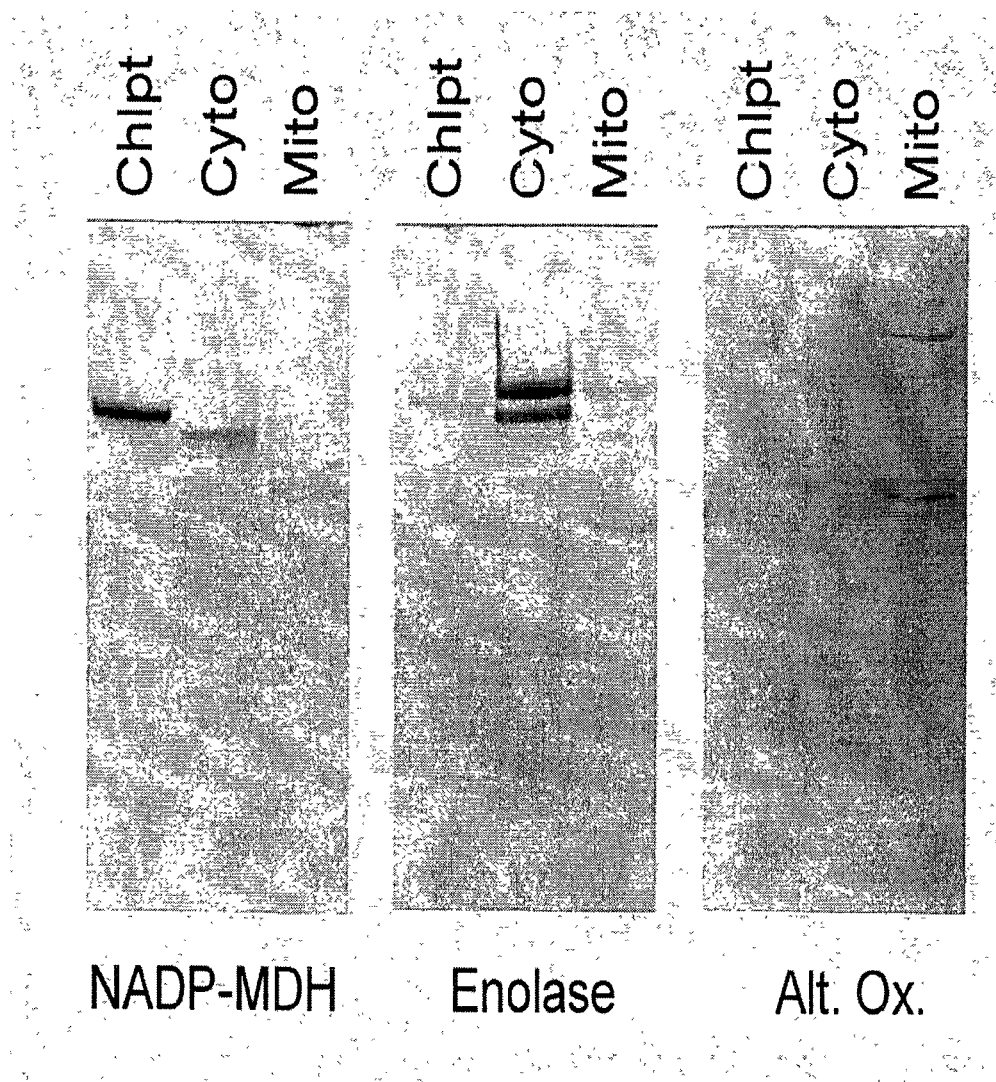 Chlpt Cyto Mito Chlpt Cyto Mito Chlpt Cyto Mito
NADP-MDH Enolase Alt. Ox.